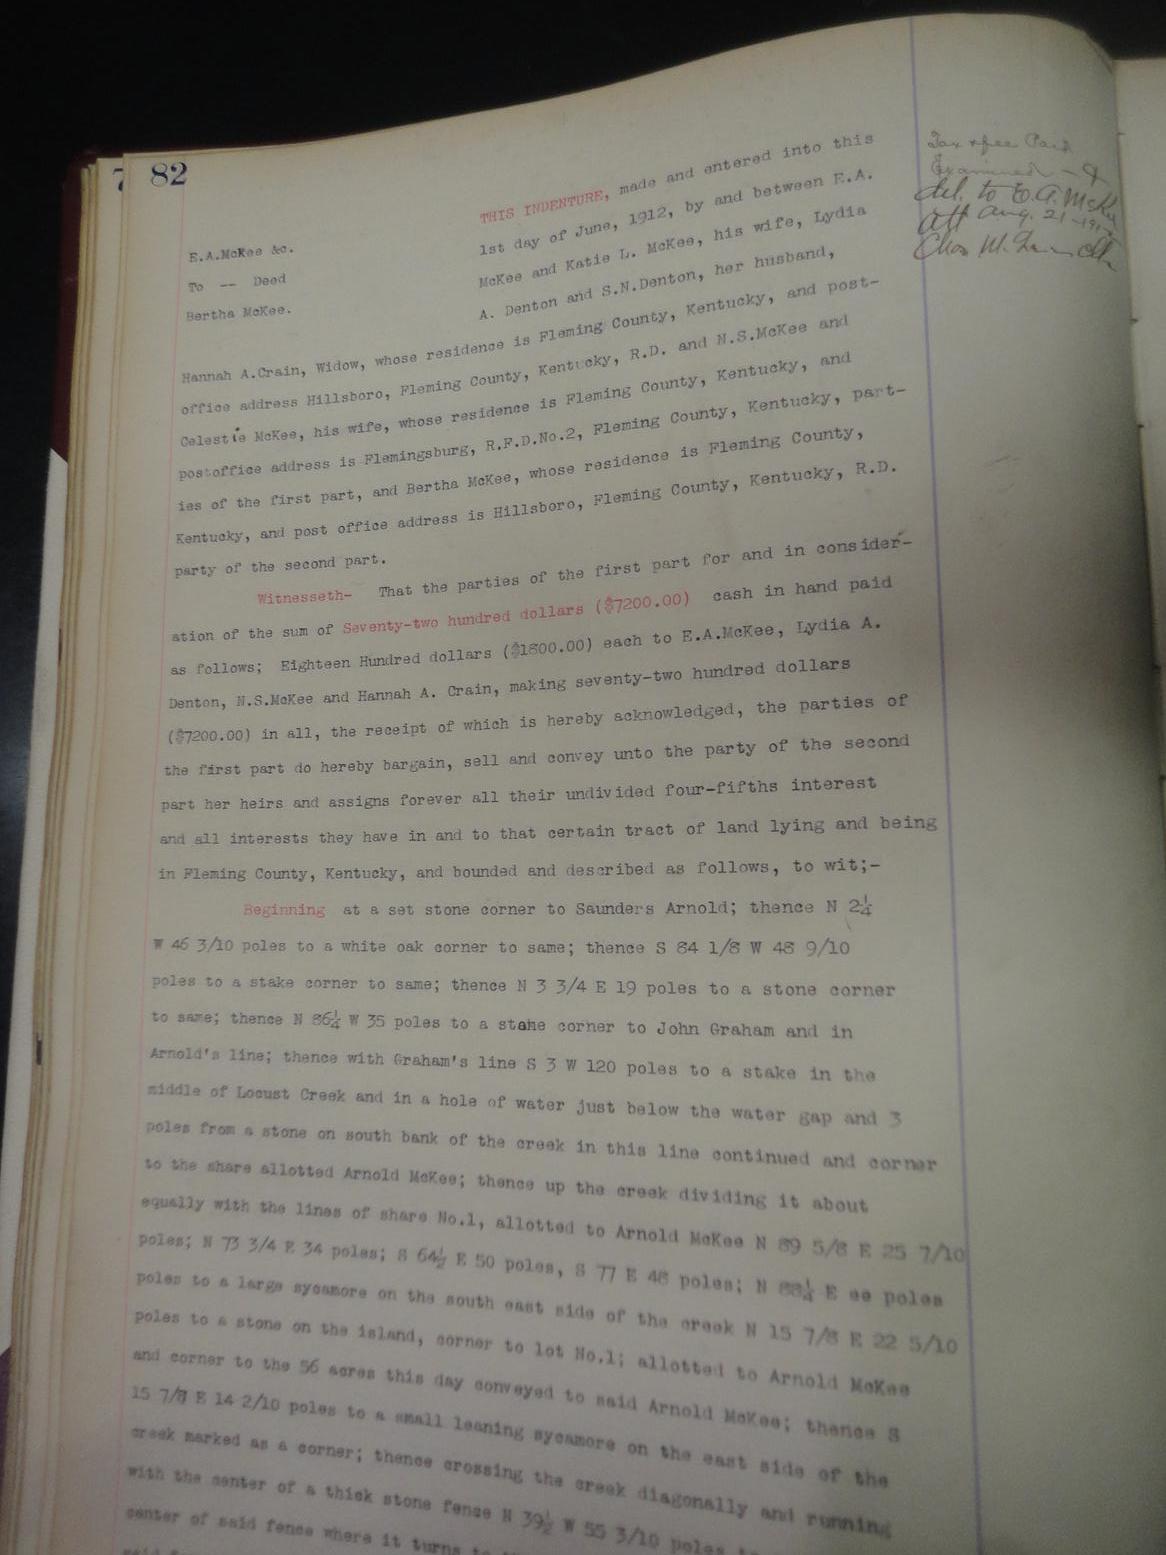 82
E.A.McKee &c.
To -- Deed
Bertha McKee.
Tax & fee Paid
Examined - &
del. to E.A. McKee
Aug. 21 - 191
THIS INDENTURE, made and entered into this
1st day of June, 1912, by and between E.A.
McKee and Katie L. McKee, his wife, Lydia
A. Denton and S.N.Denton, her husband,
Hannah A.Crain, Widow, whose residence is Fleming County, Kentucky, and post-
office address Hillsboro, Fleming County, Kentucky, R.D. and N.S.McKee and
Celestie McKee, his wife, whose residence is Fleming County, Kentucky, and
postoffice address is Flemingsburg, R.F.D.No.2, Fleming County, Kentucky, part-
ies of the first part, and Bertha McKee, whose residence is Fleming County,
Kentucky, and post office address is Hillsboro, Fleming County, Kentucky, R.D.
party of the second part.
Witnesseth- That the parties of the first part for and in consider-
ation of the sum of Seventy-two hundred dollars ($7200.00) cash in hand paid
as follows; Eighteen Hundred dollars ($1800.00) each to E.A.McKee, Lydia A.
Denton, N.S.McKee and Hannah A. Crain, making seventy-two hundred dollars
($7200.00) in all, the receipt of which is hereby acknowledged, the parties of
the first part do hereby bargain, sell and convey unto the party of the second
part her heirs and assigns forever all their undivided four-fifths interest
and all interests they have in and to that certain tract of land lying and being
in Fleming County, Kentucky, and bounded and described as follows, to wit;-
Beginning at a set stone corner to Saunders Arnold; thence N 2¼
W 46 3/10 poles to a white oak corner to same; thence S 84 1/8 W 48 9/10
poles to a stake corner to same; thence N 3 3/4 E 19 poles to a stone corner
to same; thence N 86¼ W 35 poles to a stake corner to John Graham and in
Arnold's line; thence with Graham's line S 3 W 120 poles to a stake in the
middle of Locust Creek and in a hole of water just below the water gap and 3
poles from a stone on south bank of the creek in this line continued and corner
to the share allotted Arnold McKee; thence up the creek dividing it about
equally with the lines of share No.1, allotted to Arnold McKee N 89 5/8 E 25 7/10
poles; N 73 3/4 E 34 poles; S 64½ E 50 poles, S 77 E 48 poles; N 88¼ E ee poles
poles to a large sycamore on the south east side of the creek N 15 7/8 E 22 5/10
poles to a stone on the island, corner to lot No.1; allotted to Arnold McKee
and corner to the 56 acres this day conveyed to said Arnold McKee; thence S
15 7/8 E 14 2/10 poles to a small leaning sycamore on the east side of the
creek marked as a corner; thence crossing the creek diagonally and running
with the center of a thick stone fence N 39½ W 55 3/10 poles
center of said fence where it turns